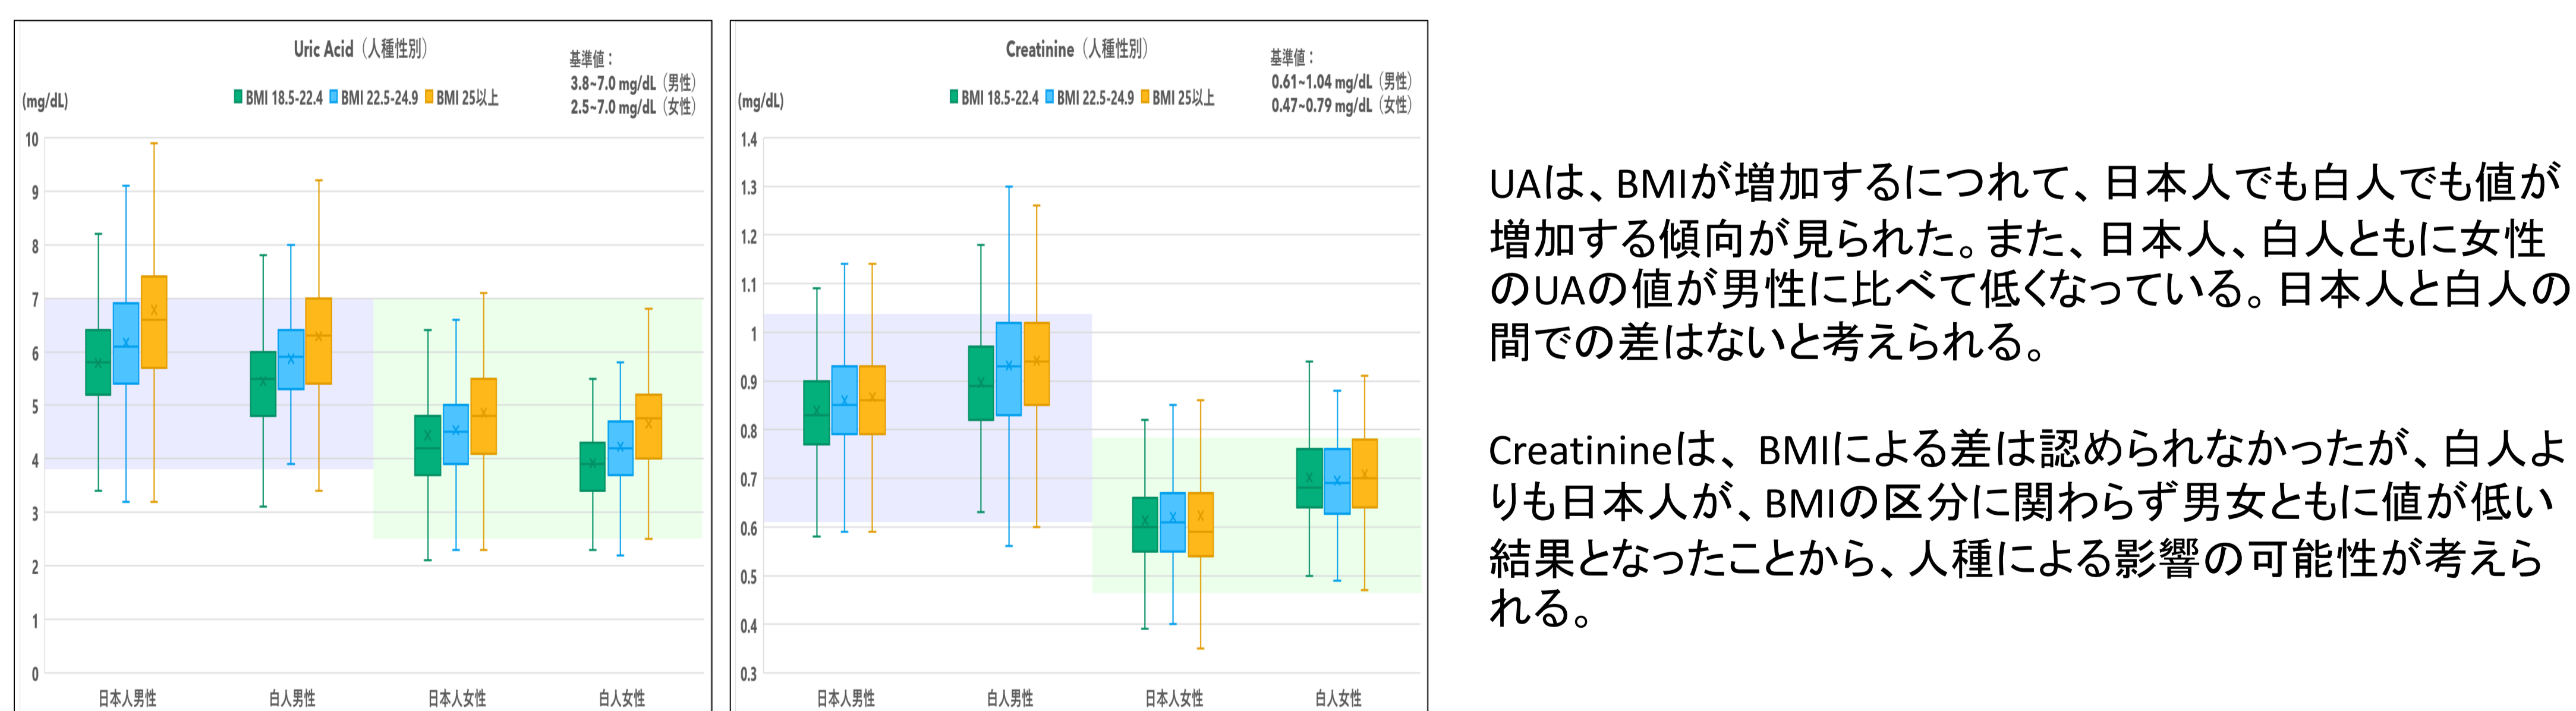 Uric Acid（人種性別）
基準値：
3.8~7.0 mg/dL（男性）
2.5~7.0 mg/dL（女性）
(mg/dL)
BMI 18.5-22.4 BMI 22.5-24.9 BMI 25以上
10
9
8
7
6
5
4
3
2
1
0
日本人男性 白人男性 日本人女性 白人女性
Creatinine（人種性別）
基準値：
0.61~1.04 mg/dL（男性）
0.47~0.79 mg/dL（女性）
(mg/dL)
BMI 18.5-22.4 BMI 22.5-24.9 BMI 25以上
1.4
1.3
1.2
1.1
1
0.9
0.8
0.7
0.6
0.5
0.4
0.3
日本人男性 白人男性 日本人女性 白人女性
UAは、BMIが増加するにつれて、日本人でも白人でも値が
増加する傾向が見られた。また、日本人、白人ともに女性
のUAの値が男性に比べて低くなっている。日本人と白人の
間での差はないと考えられる。
Creatinineは、BMIによる差は認められなかったが、白人よ
りも日本人が、BMIの区分に関わらず男女ともに値が低い
結果となったことから、人種による影響の可能性が考えら
れる。